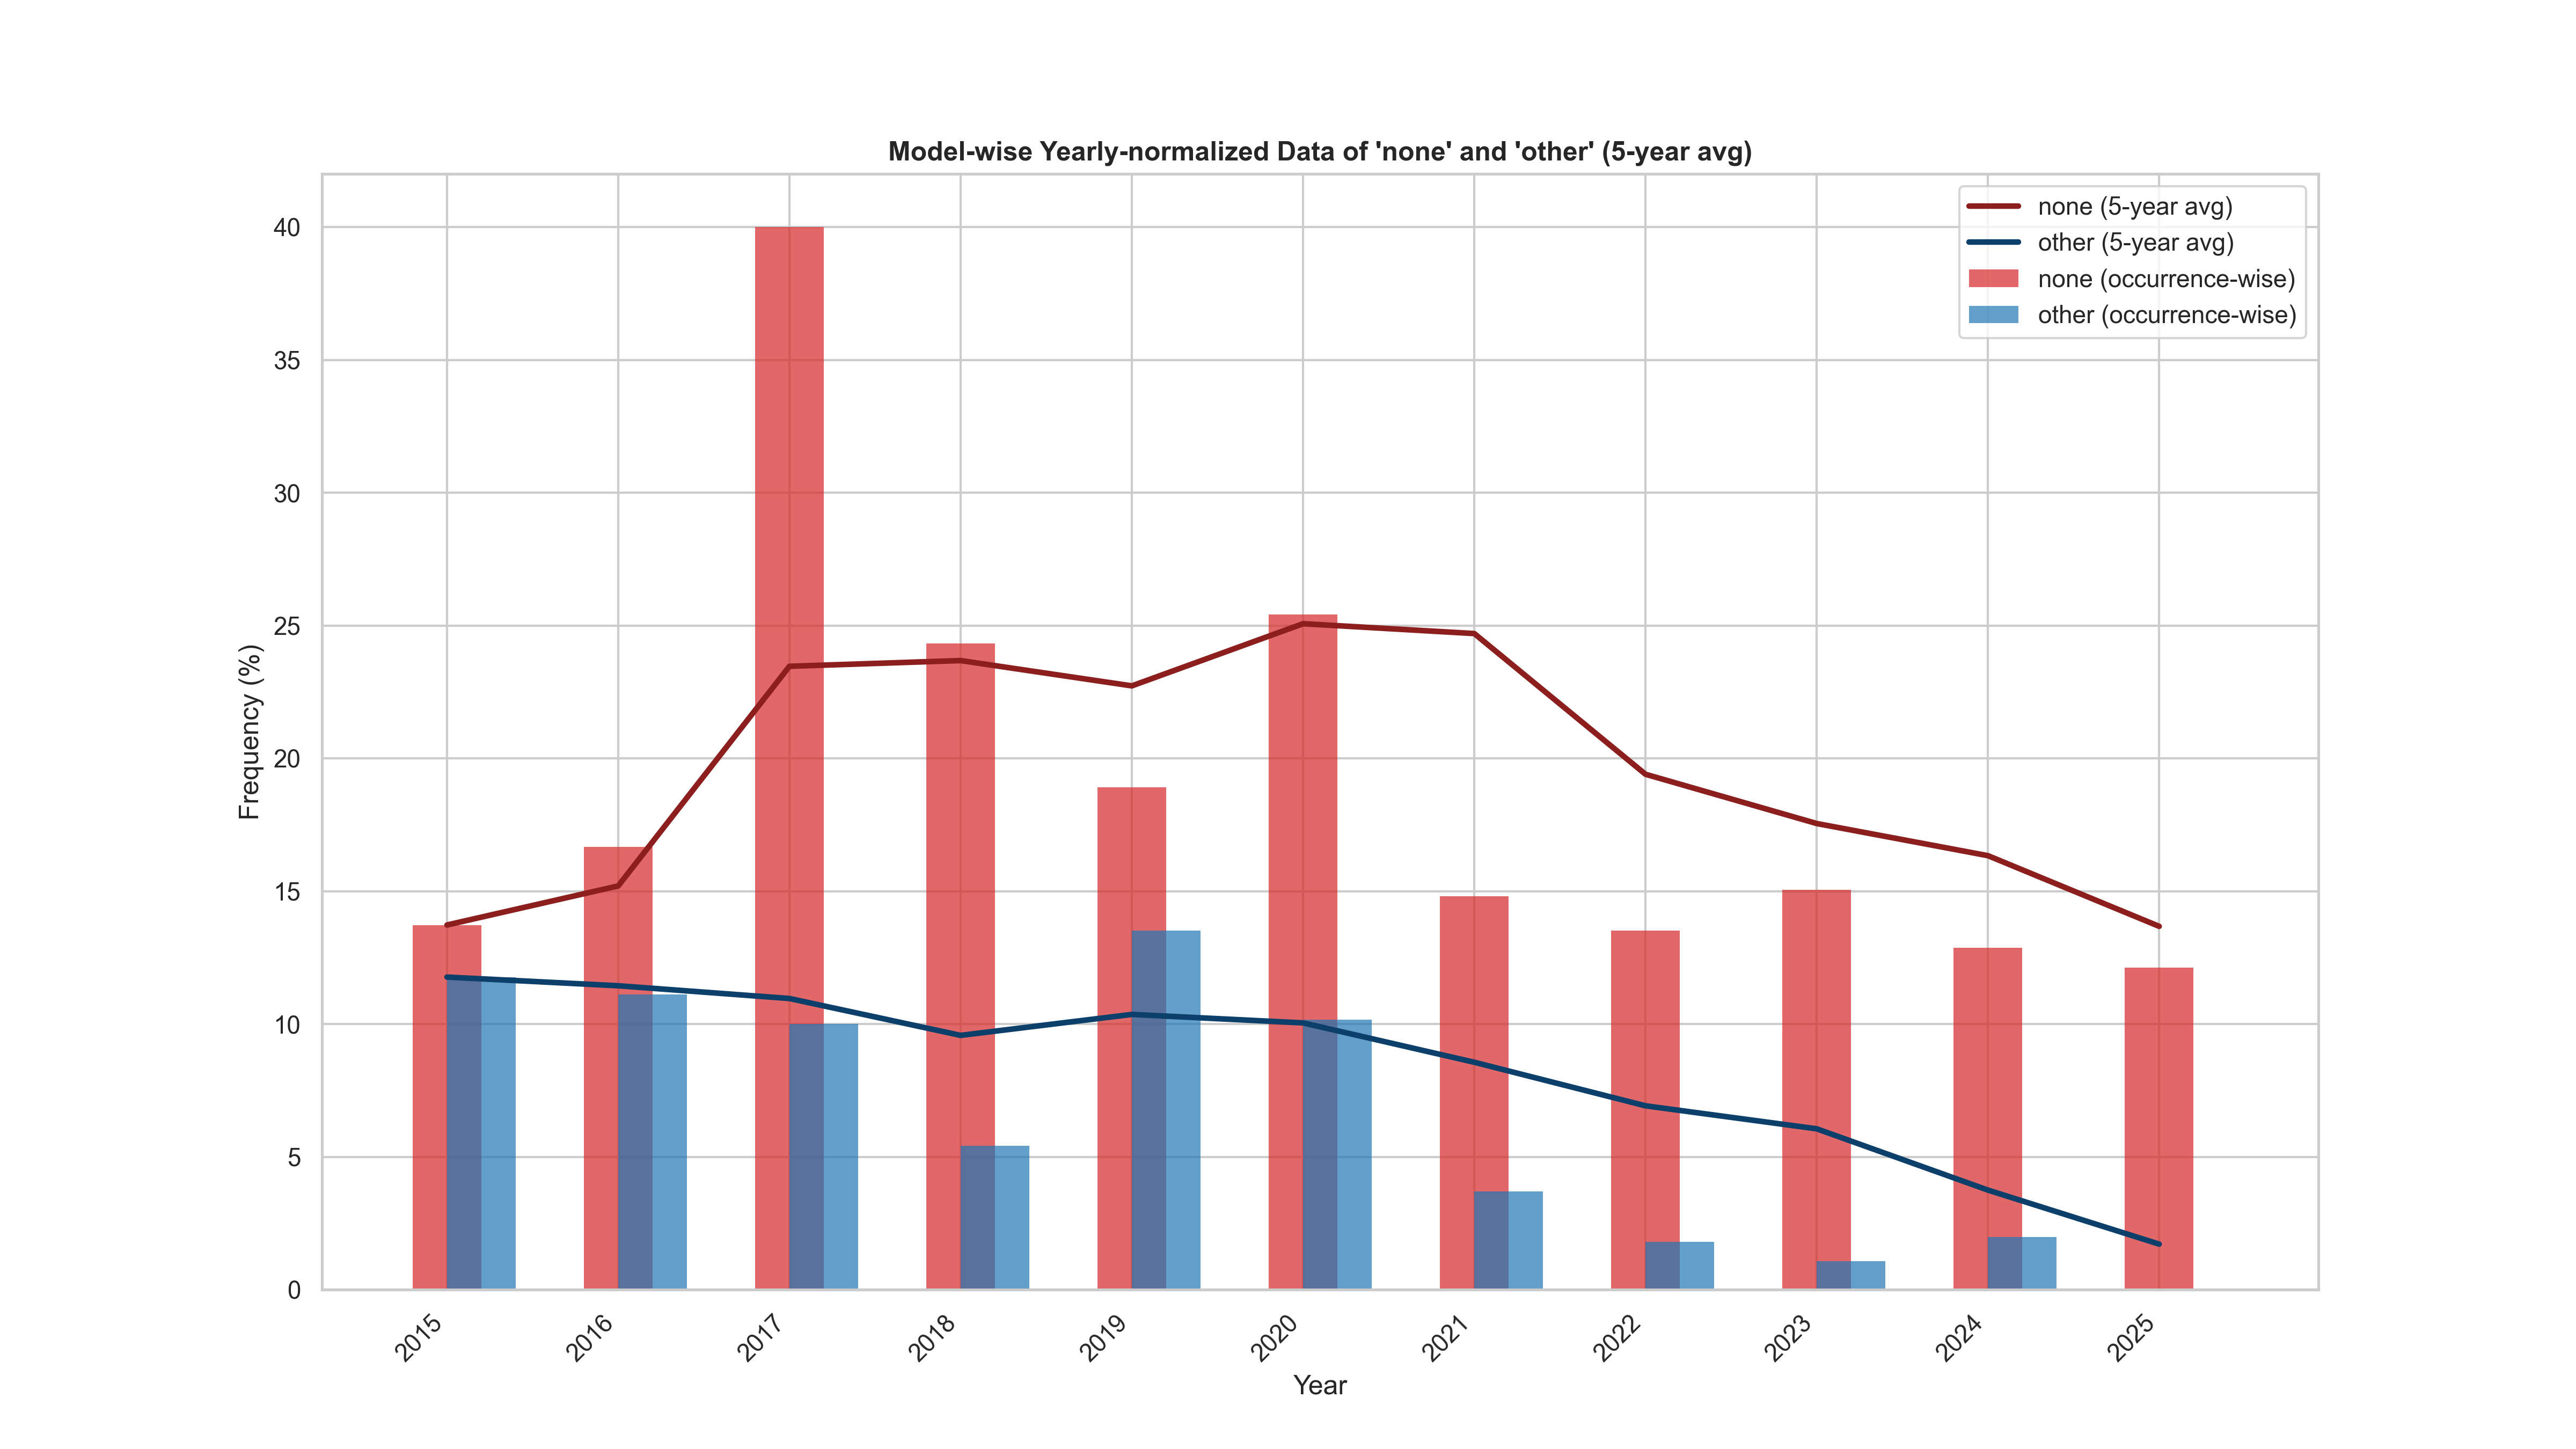 Model-wise Yearly-normalized Data of 'none' and 'other' (5-year avg)
none (5-year avg)
other (5-year avg)
none (occurrence-wise)
other (occurrence-wise)
Frequency (%)
40
35
30
25
20
15
10
5
0
2015
2016
2017
2018
2019
2020
2021
2022
2023
2024
2025
Year